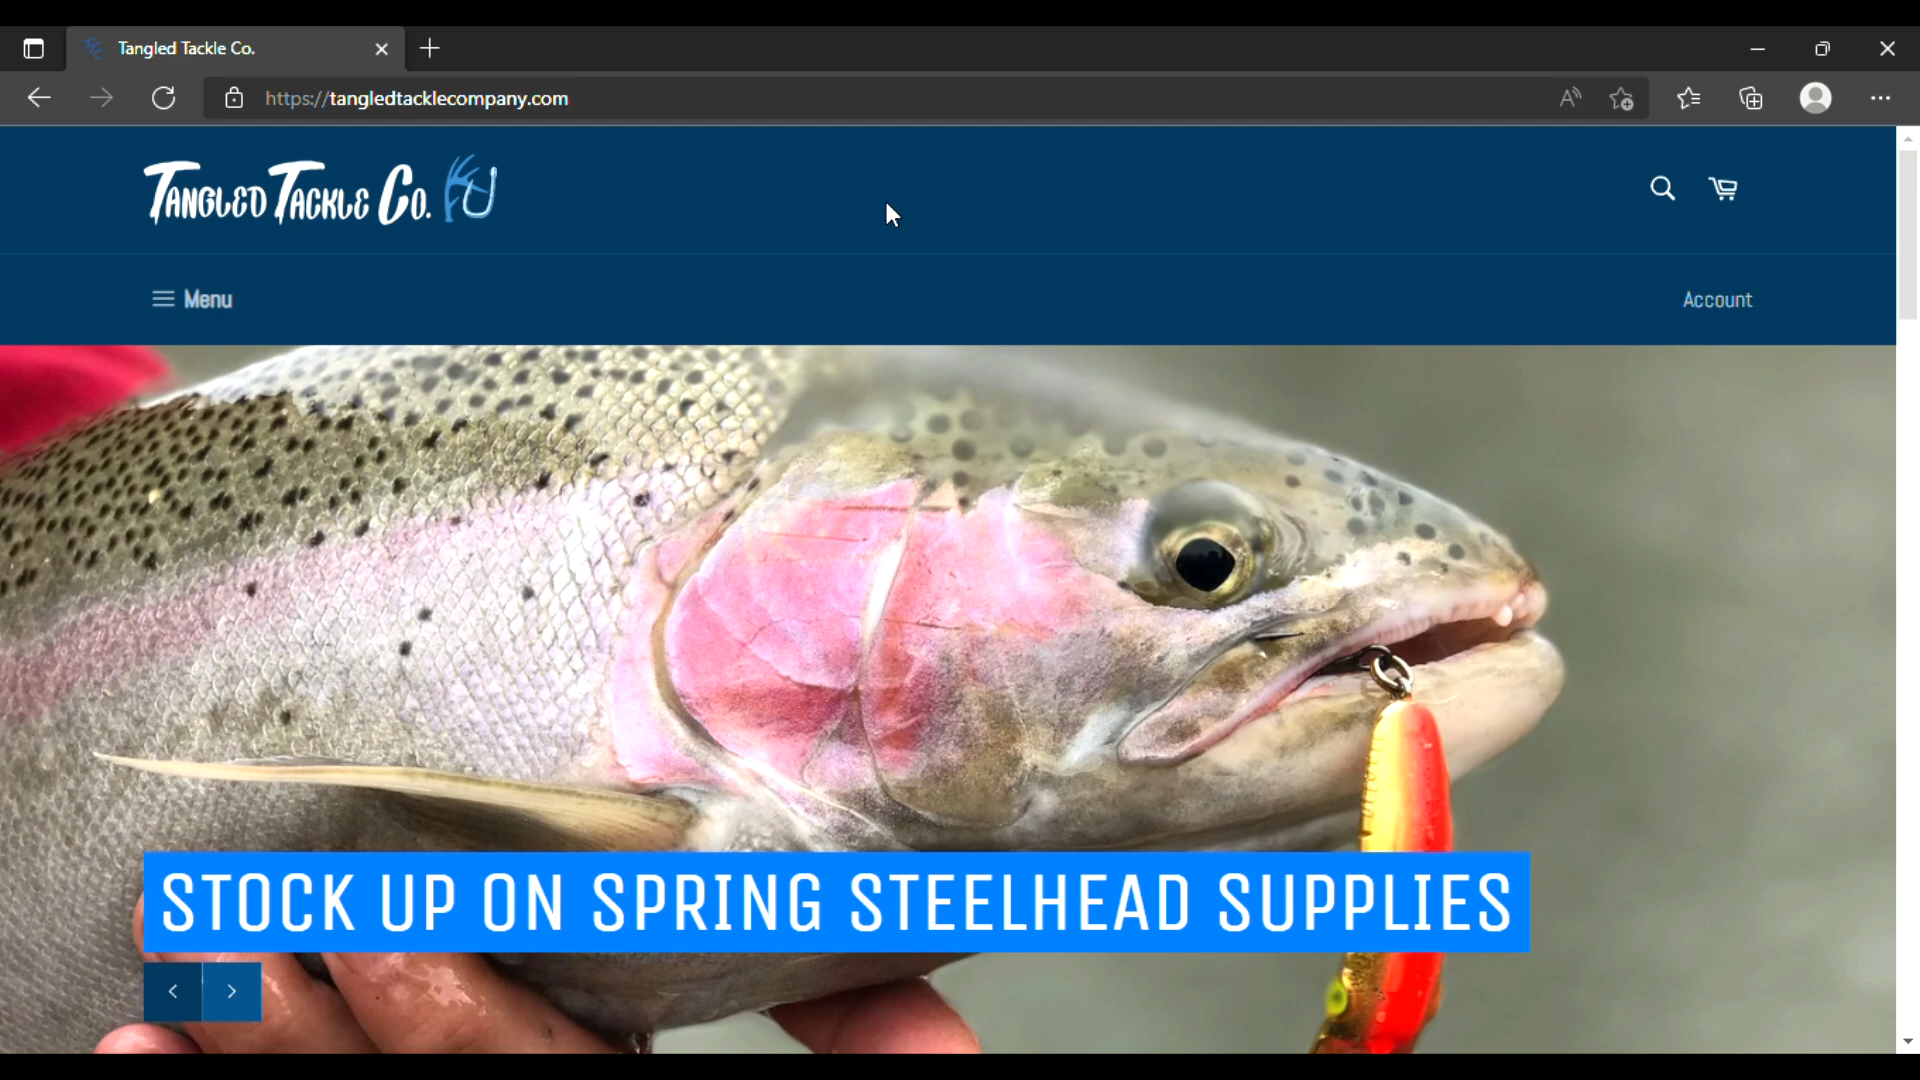 Tangled Tackle Co.
https://tangledtacklecompany.com
TANGLED TACKLE CO.
Menu
Account
STOCK UP ON SPRING STEELHEAD SUPPLIES